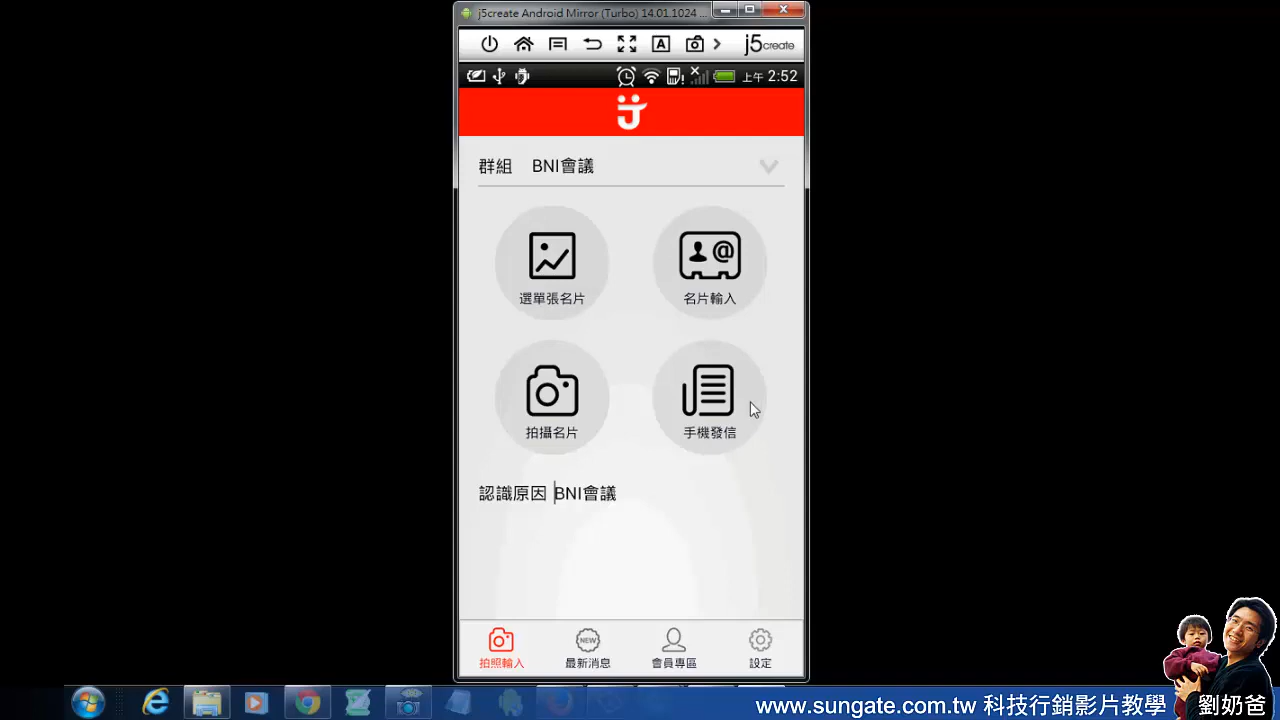 j5create Android Mirror (Turbo) 14.01.1024 ...
A
j5create
上午 2:52
J
群組 BNI會議
選單張名片
名片輸入
拍攝名片
手機發信
認識原因 BNI會議
NEW
拍照輸入
最新消息
會員專區
設定
www.sungate.com.tw 科技行銷影片教學
劉奶爸